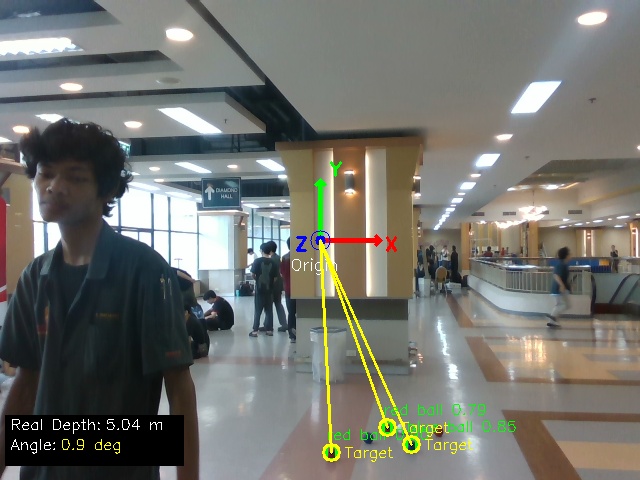 DIAMOND
HALL
Y
Z
X
Origin
red ball 0.79
ball 0.85
ed ball
Target
Target
Target
Real Depth: 5.04 m
Angle: 0.9 deg